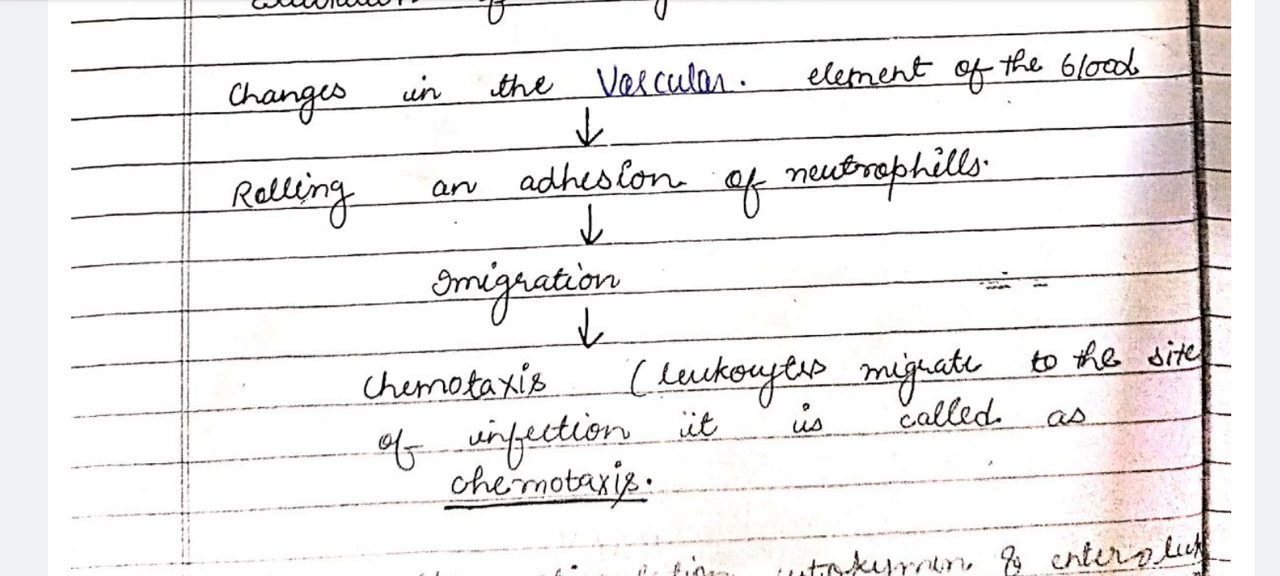 Changes in the Vascular. element of the blood
↓
Rolling an adhesion of neutrophills.
↓
Imigration
↓
Chemotaxis (leukocytes migrate to the site
of infection it is called as
chemotaxis.